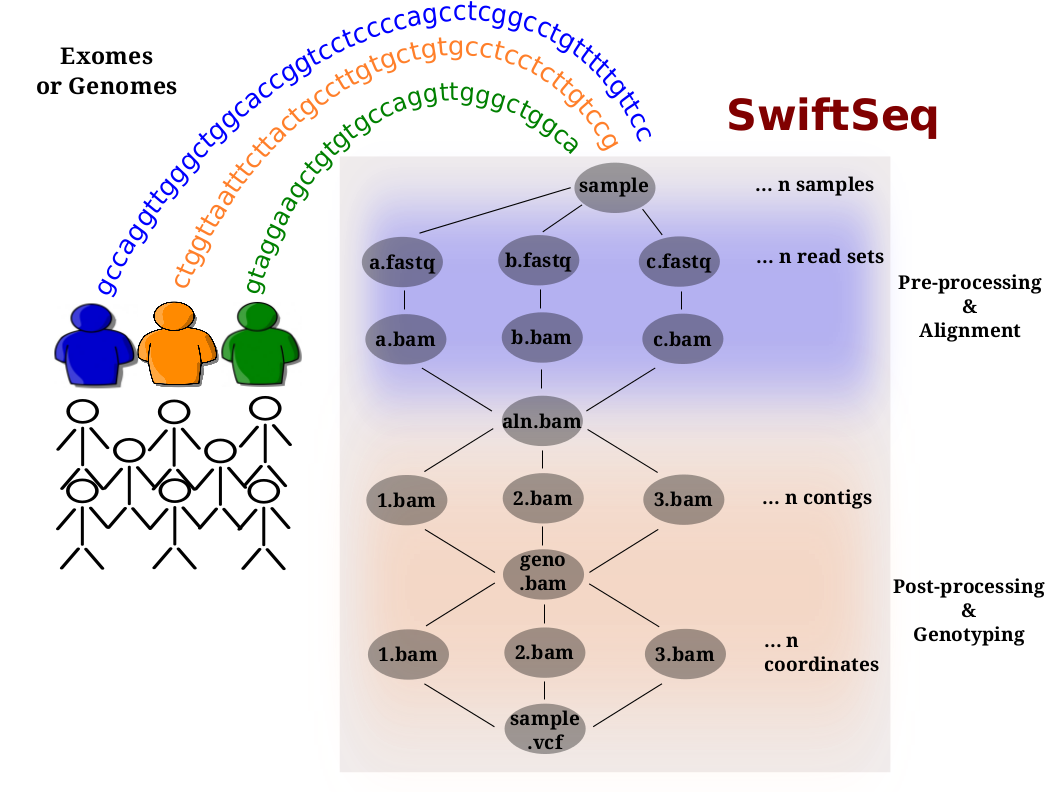 Exomes
or Genomes
gccaggttgggctggcaccggtcctccccagcctcggcctgtttttgttcc
ctggttaatttcttactgccttgtgctgtgcctcctcttgtccg
gtaggaagctgtgtgccaggttgggctggca
SwiftSeq
sample
... n samples
a.fastq b.fastq c.fastq
... n read sets
Pre-processing
&
Alignment
a.bam b.bam c.bam
aln.bam
1.bam 2.bam 3.bam
... n contigs
geno
.bam
Post-processing
&
Genotyping
1.bam 2.bam 3.bam
... n
coordinates
sample
.vcf